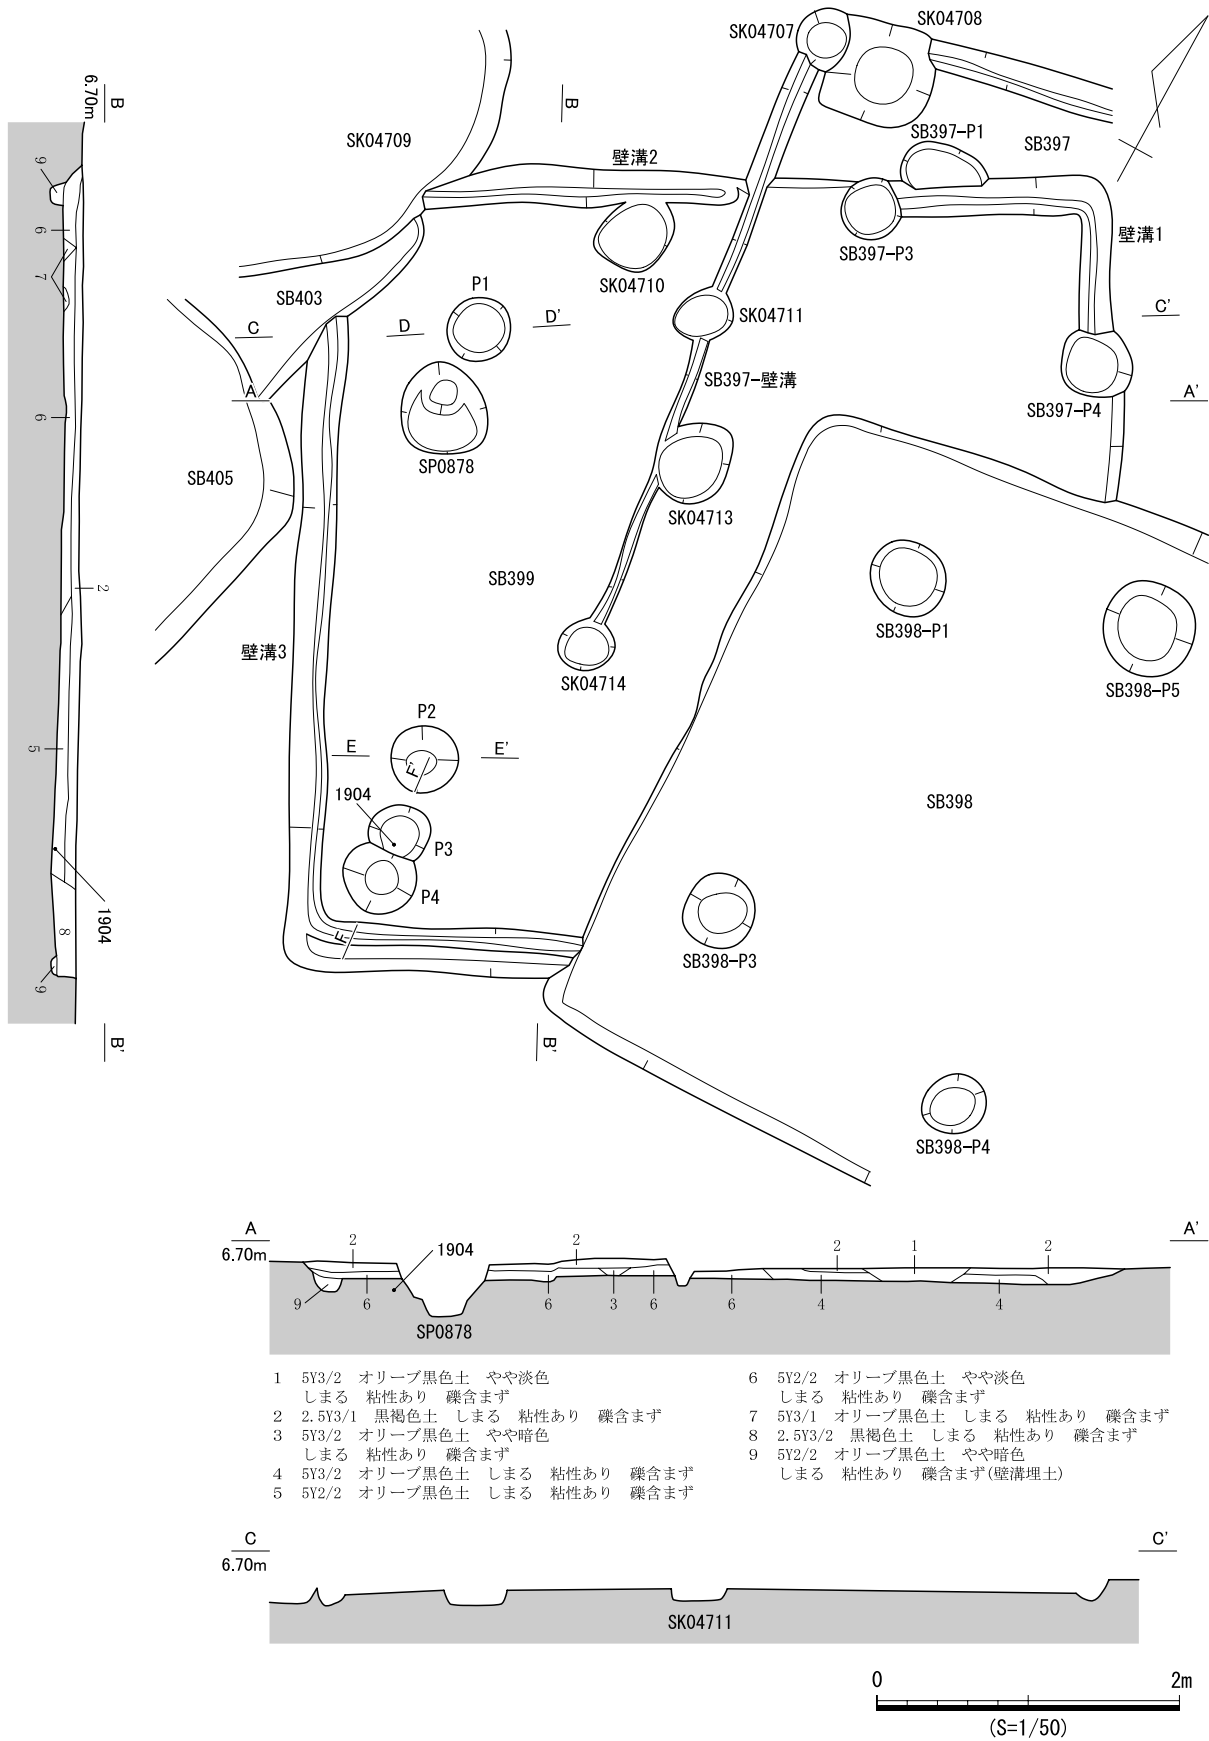 SK04707
SK04708
B
6.70m
B
SK04709
SB397-P1
SB397
壁溝2
9
壁溝1
SB397-P3
6
SK04710
P1
SB403
7
SK04711
C
D
D'
C'
SB397-壁溝
A
A'
SB397-P4
6
SP0878
SB405
SK04713
SB399
2
SB398-P1
壁溝3
SK04714
SB398-P5
P2
5
E
E'
F'
1904
SB398
P3
P4
1904
8
F
SB398-P3
9
B'
B'
SB398-P4
A
A'
6.70m
2
1904
2
2
1
2
9
6
6
3
6
6
4
4
SP0878
1 5Y3/2 オリーブ黒色土 やや淡色
しまる 粘性あり 礫含まず
2 2.5Y3/1 黒褐色土 しまる 粘性あり 礫含まず
3 5Y3/2 オリーブ黒色土 やや暗色
しまる 粘性あり 礫含まず
4 5Y3/2 オリーブ黒色土 しまる 粘性あり 礫含まず
5 5Y2/2 オリーブ黒色土 しまる 粘性あり 礫含まず
6 5Y2/2 オリーブ黒色土 やや淡色
しまる 粘性あり 礫含まず
7 5Y3/1 オリーブ黒色土 しまる 粘性あり 礫含まず
8 2.5Y3/2 黒褐色土 しまる 粘性あり 礫含まず
9 5Y2/2 オリーブ黒色土 やや暗色
しまる 粘性あり 礫含まず(壁溝埋土)
C
C'
6.70m
SK04711
0
2m
(S=1/50)